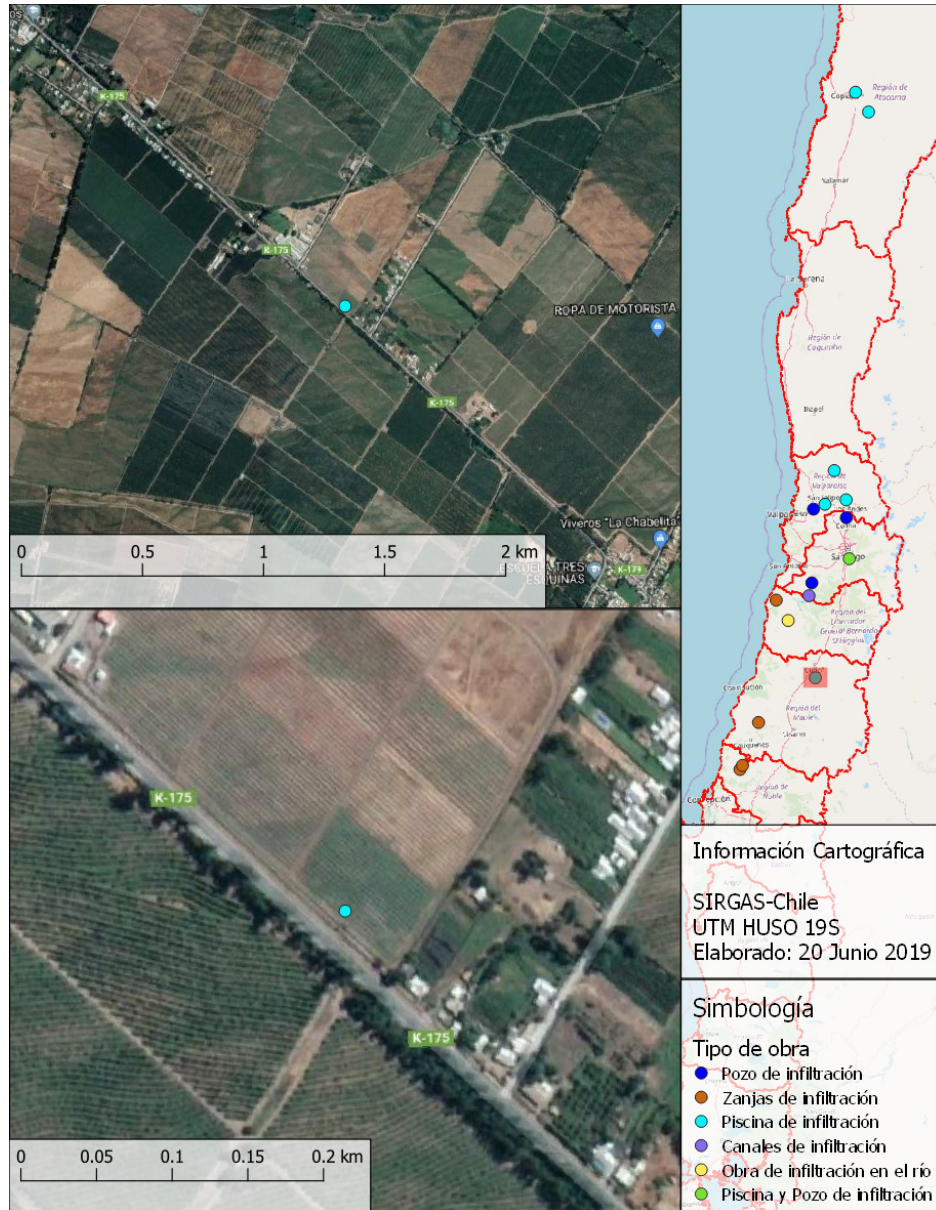 K-175
K-175
ROPA DE MOTORISTA
K-175
Viveros "La Chabelita"
ESCUELA TRES
ESQUINAS
K-179
0 0.5 1 1.5 2 km
K-175
K-175
0 0.05 0.1 0.15 0.2 km
Región de
Atacama
Región de
Coquimbo
Illapel
Región de
Valparaíso
Valparaíso
Región del
Libertador
General Bernardo
O'Higgins
Región del
Maule
Linares
Cauquenes
Región de
Ñuble
Concepción
Información Cartográfica
SIRGAS-Chile
UTM HUSO 19S
Elaborado: 20 Junio 2019
Simbología
Tipo de obra
Pozo de infiltración
Zanjas de infiltración
Piscina de infiltración
Canales de infiltración
Obra de infiltración en el río
Piscina y Pozo de infiltración